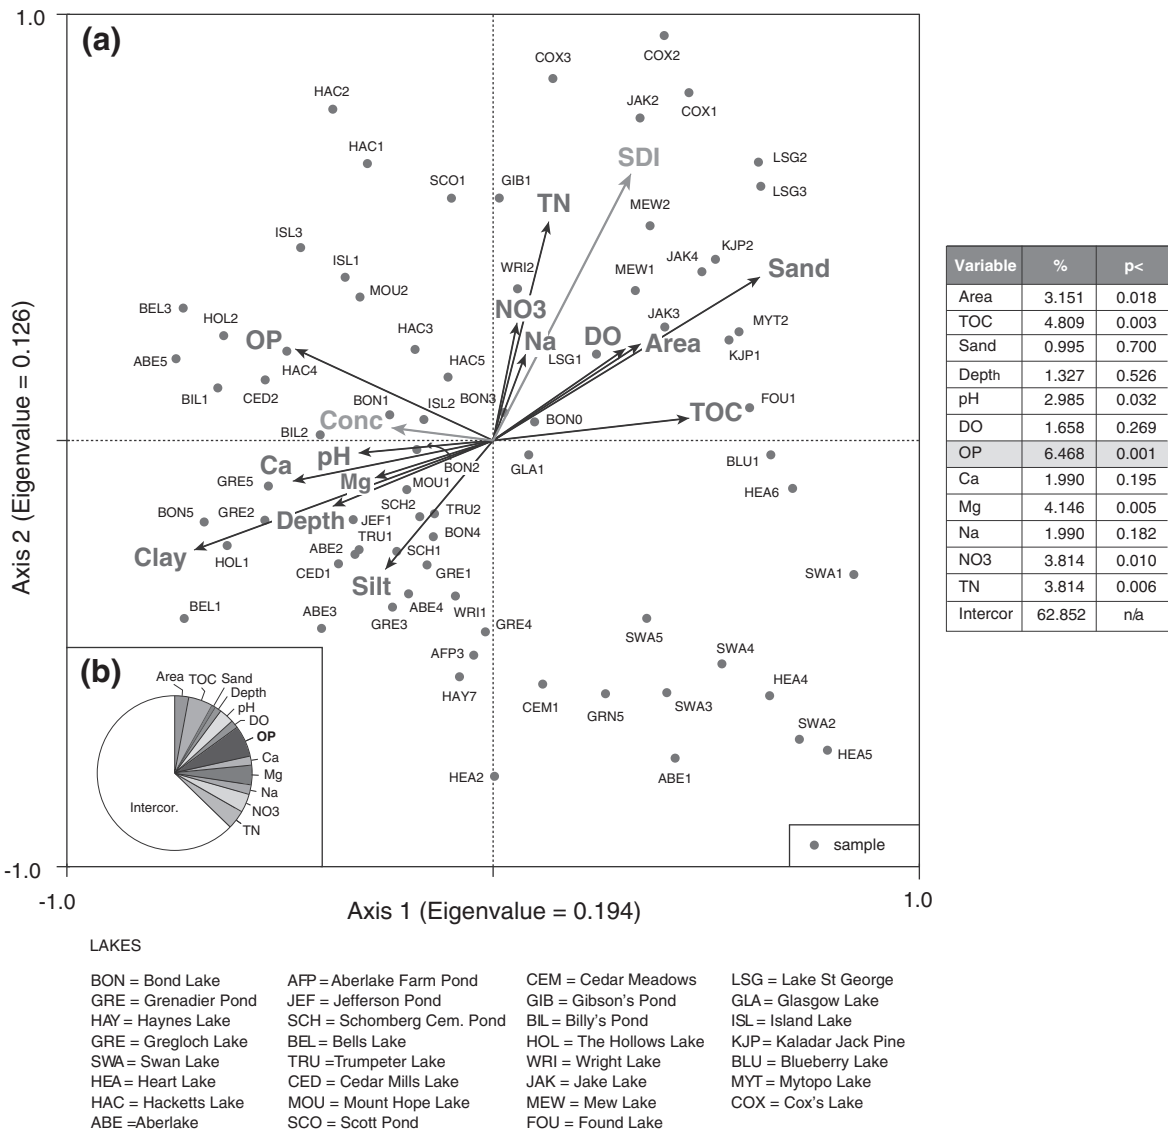 1.0
(a)
COX3
COX2
COX1
HAC2
JAK2
HAC1
SDI
LSG2
LSG3
SCO1
GIB1
TN
MEW2
ISL3
ISL1
WRI2
MEW1
JAK4
KJP2
Sand
MOU2
BEL3
HOL2
OP
NO3
Na
DO
JAK3
Area
MYT2
KJP1
ABE5
HAC3
HAC4
HAC5
LSG1
BIL1
CED2
BON1
ISL2
BON3
BON0
TOC
FOU1
Conc
BIL2
pH
Ca
Mg
BON2
GLA1
BLU1
HEA6
GRE5
MOU1
BON5
GRE2
Depth
JEF1
SCH2
TRU2
BON4
Clay
HOL1
ABE2
TRU1
SCH1
CED1
Silt
GRE1
SWA1
BEL1
ABE3
GRE3
ABE4
WRI1
GRE4
SWA5
AFP3
SWA4
HAY7
CEM1
GRN5
SWA3
HEA4
SWA2
HEA5
HEA2
ABE1
Axis 2 (Eigenvalue = 0.126)
(b)
Area
TOC
Sand
Depth
pH
DO
OP
Ca
Mg
Na
NO3
TN
Intercor.
sample
-1.0
-1.0
1.0
Axis 1 (Eigenvalue = 0.194)
Variable % p<
Area 3.151 0.018
TOC 4.809 0.003
Sand 0.995 0.700
Depth 1.327 0.526
pH 2.985 0.032
DO 1.658 0.269
OP 6.468 0.001
Ca 1.990 0.195
Mg 4.146 0.005
Na 1.990 0.182
NO3 3.814 0.010
TN 3.814 0.006
Intercor 62.852 n/a
LAKES
BON = Bond Lake
GRE = Grenadier Pond
HAY = Haynes Lake
GRE = Gregloch Lake
SWA = Swan Lake
HEA = Heart Lake
HAC = Hacketts Lake
ABE =Aberlake
AFP = Aberlake Farm Pond
JEF = Jefferson Pond
SCH = Schomberg Cem. Pond
BEL = Bells Lake
TRU =Trumpeter Lake
CED = Cedar Mills Lake
MOU = Mount Hope Lake
SCO = Scott Pond
CEM = Cedar Meadows
GIB = Gibson's Pond
BIL = Billy's Pond
HOL = The Hollows Lake
WRI = Wright Lake
JAK = Jake Lake
MEW = Mew Lake
FOU = Found Lake
LSG = Lake St George
GLA = Glasgow Lake
ISL = Island Lake
KJP = Kaladar Jack Pine
BLU = Blueberry Lake
MYT = Mytopo Lake
COX = Cox's Lake